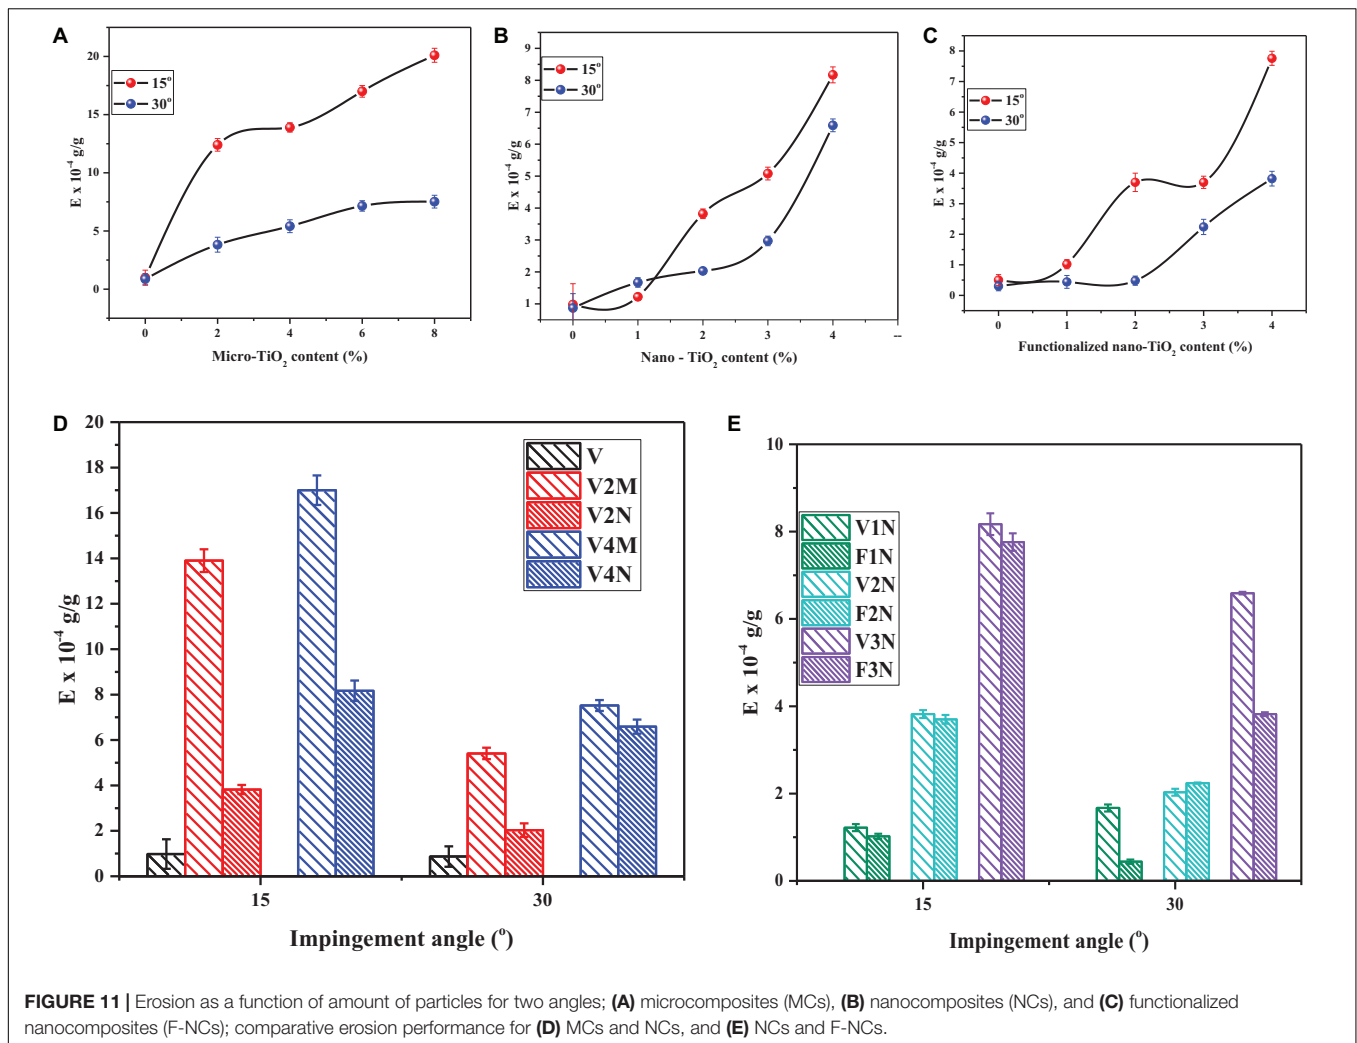 A
E x 10⁻⁴ g/g
20
15
10
5
0
15°
30°
0 2 4 6 8
Micro-TiO₂ content (%)
B
E x 10⁻⁴ g/g
9
8
7
6
5
4
3
2
1
15°
30°
0 1 2 3 4 --
Nano - TiO₂ content (%)
C
E x 10⁻⁴ g/g
8
7
6
5
4
3
2
1
0
15°
30°
0 1 2 3 4
Functionalized nano-TiO₂ content (%)
D
E x 10⁻⁴ g/g
20
18
16
14
12
10
8
6
4
2
0
V
V2M
V2N
V4M
V4N
15 30
Impingement angle (°)
E
E x 10⁻⁴ g/g
10
8
6
4
2
0
V1N
F1N
V2N
F2N
V3N
F3N
15 30
Impingement angle (°)
FIGURE 11 | Erosion as a function of amount of particles for two angles; (A) microcomposites (MCs), (B) nanocomposites (NCs), and (C) functionalized
nanocomposites (F-NCs); comparative erosion performance for (D) MCs and NCs, and (E) NCs and F-NCs.